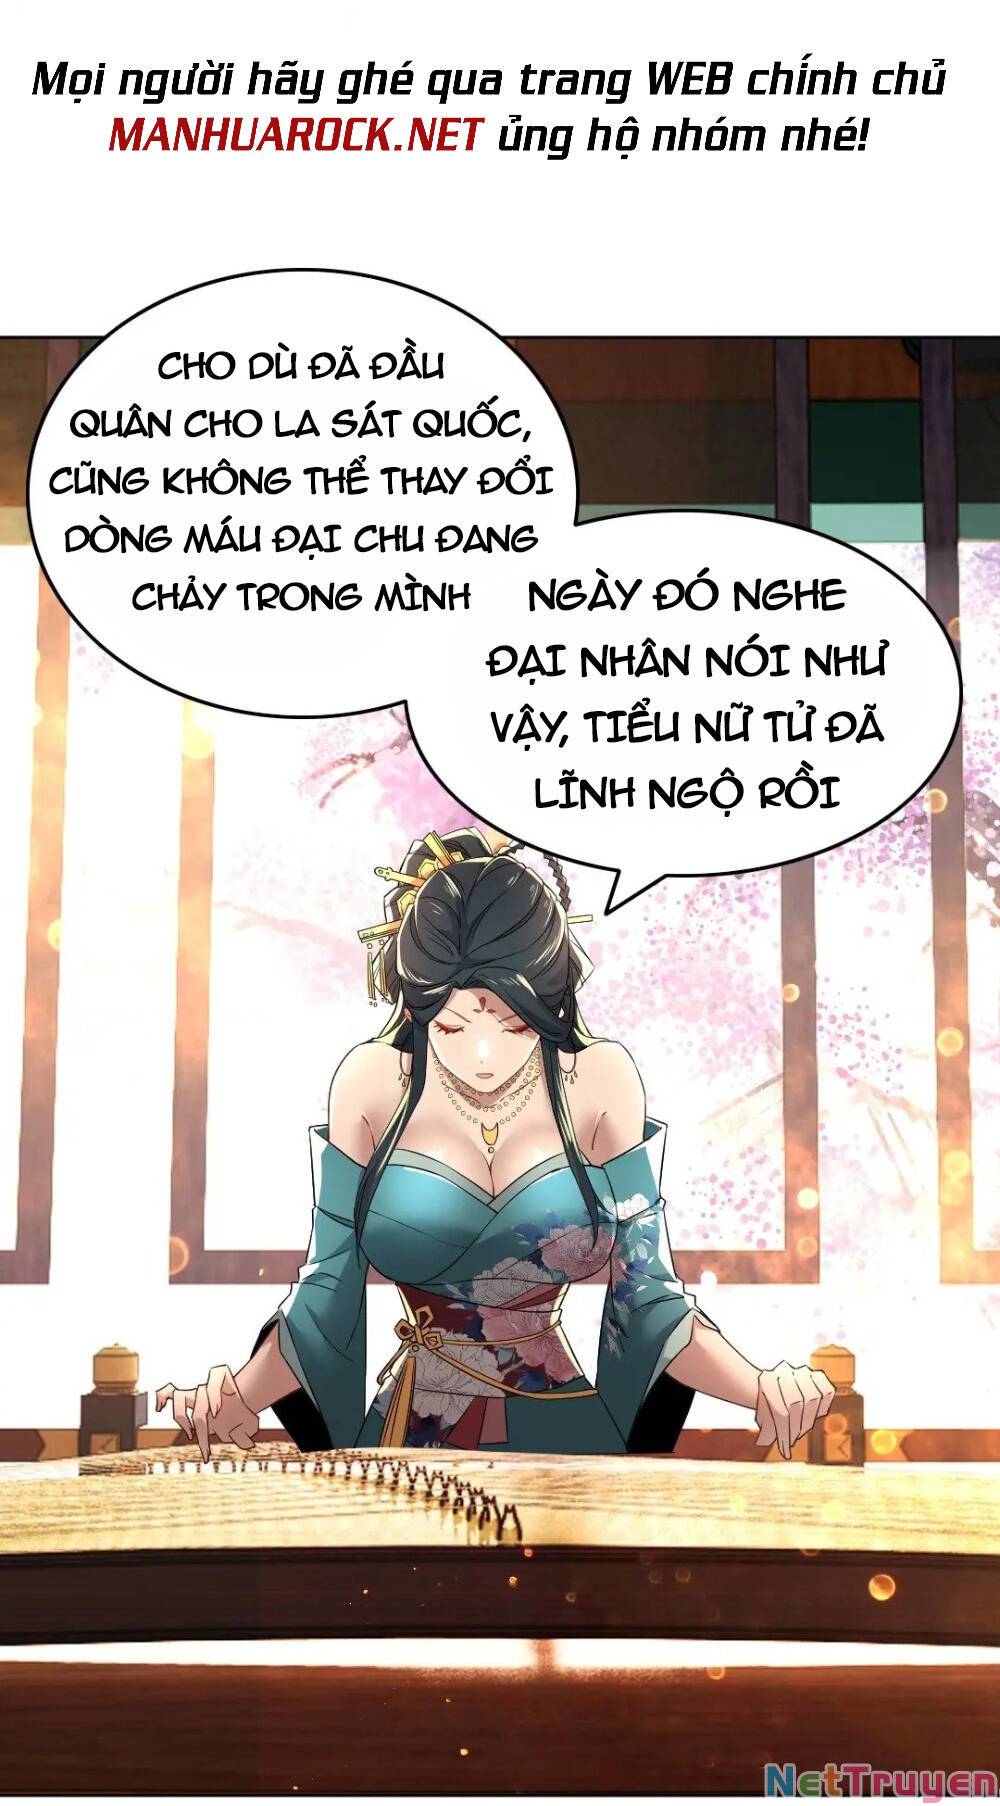 Mọi người hãy ghé qua trang WEB chính chủ
MANHUAROCK.NET ủng hộ nhóm nhé!
CHO DÙ ĐÃ ĐẦU
QUÂN CHO LA SÁT QUỐC,
CŨNG KHÔNG THỂ THAY ĐỔI
DÒNG MÁU ĐẠI CHU ĐANG
CHẢY TRONG MÌNH
NGÀY ĐÓ NGHE
ĐẠI NHÂN NÓI NHƯ
VẬY, TIỂU NỮ TỬ ĐÃ
LĨNH NGỘ RỒI
NetTruyen